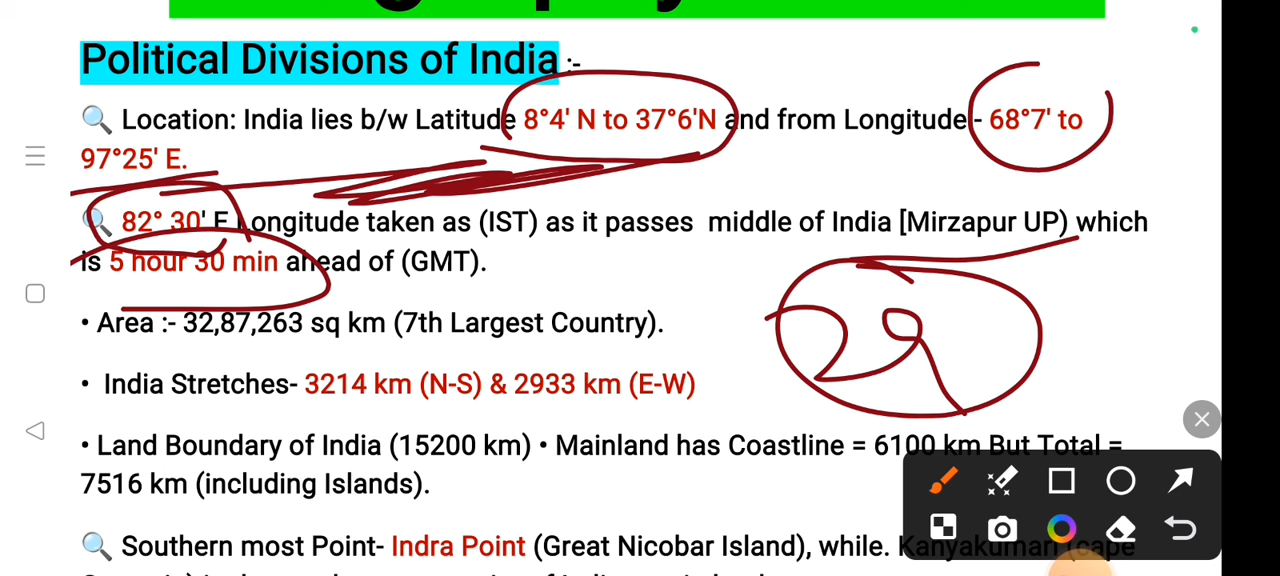 Political Divisions of India :-
Location: India lies b/w Latitude 8°4' N to 37°6'N and from Longitude - 68°7' to
97°25' E.
82° 30' E Longitude taken as (IST) as it passes middle of India [Mirzapur UP) which
is 5 hour 30 min ahead of (GMT).
29
• Area :- 32,87,263 sq km (7th Largest Country).
• India Stretches- 3214 km (N-S) & 2933 km (E-W)
• Land Boundary of India (15200 km) • Mainland has Coastline = 6100 km But Total =
7516 km (including Islands).
Southern most Point- Indra Point (Great Nicobar Island), while. Kanyakumari (cape